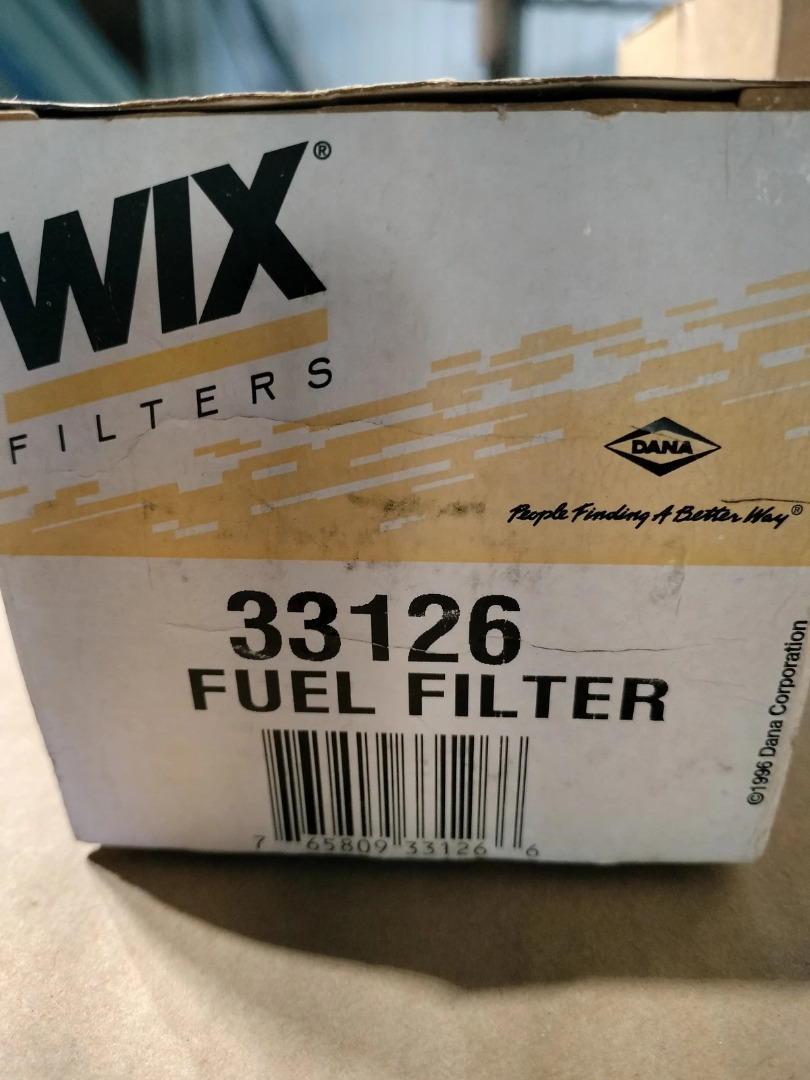 WIX®
FILTERS
DANA
People Finding A Better Way®
33126
FUEL FILTER
7 65809 33126 6
©1996 Dana Corporation